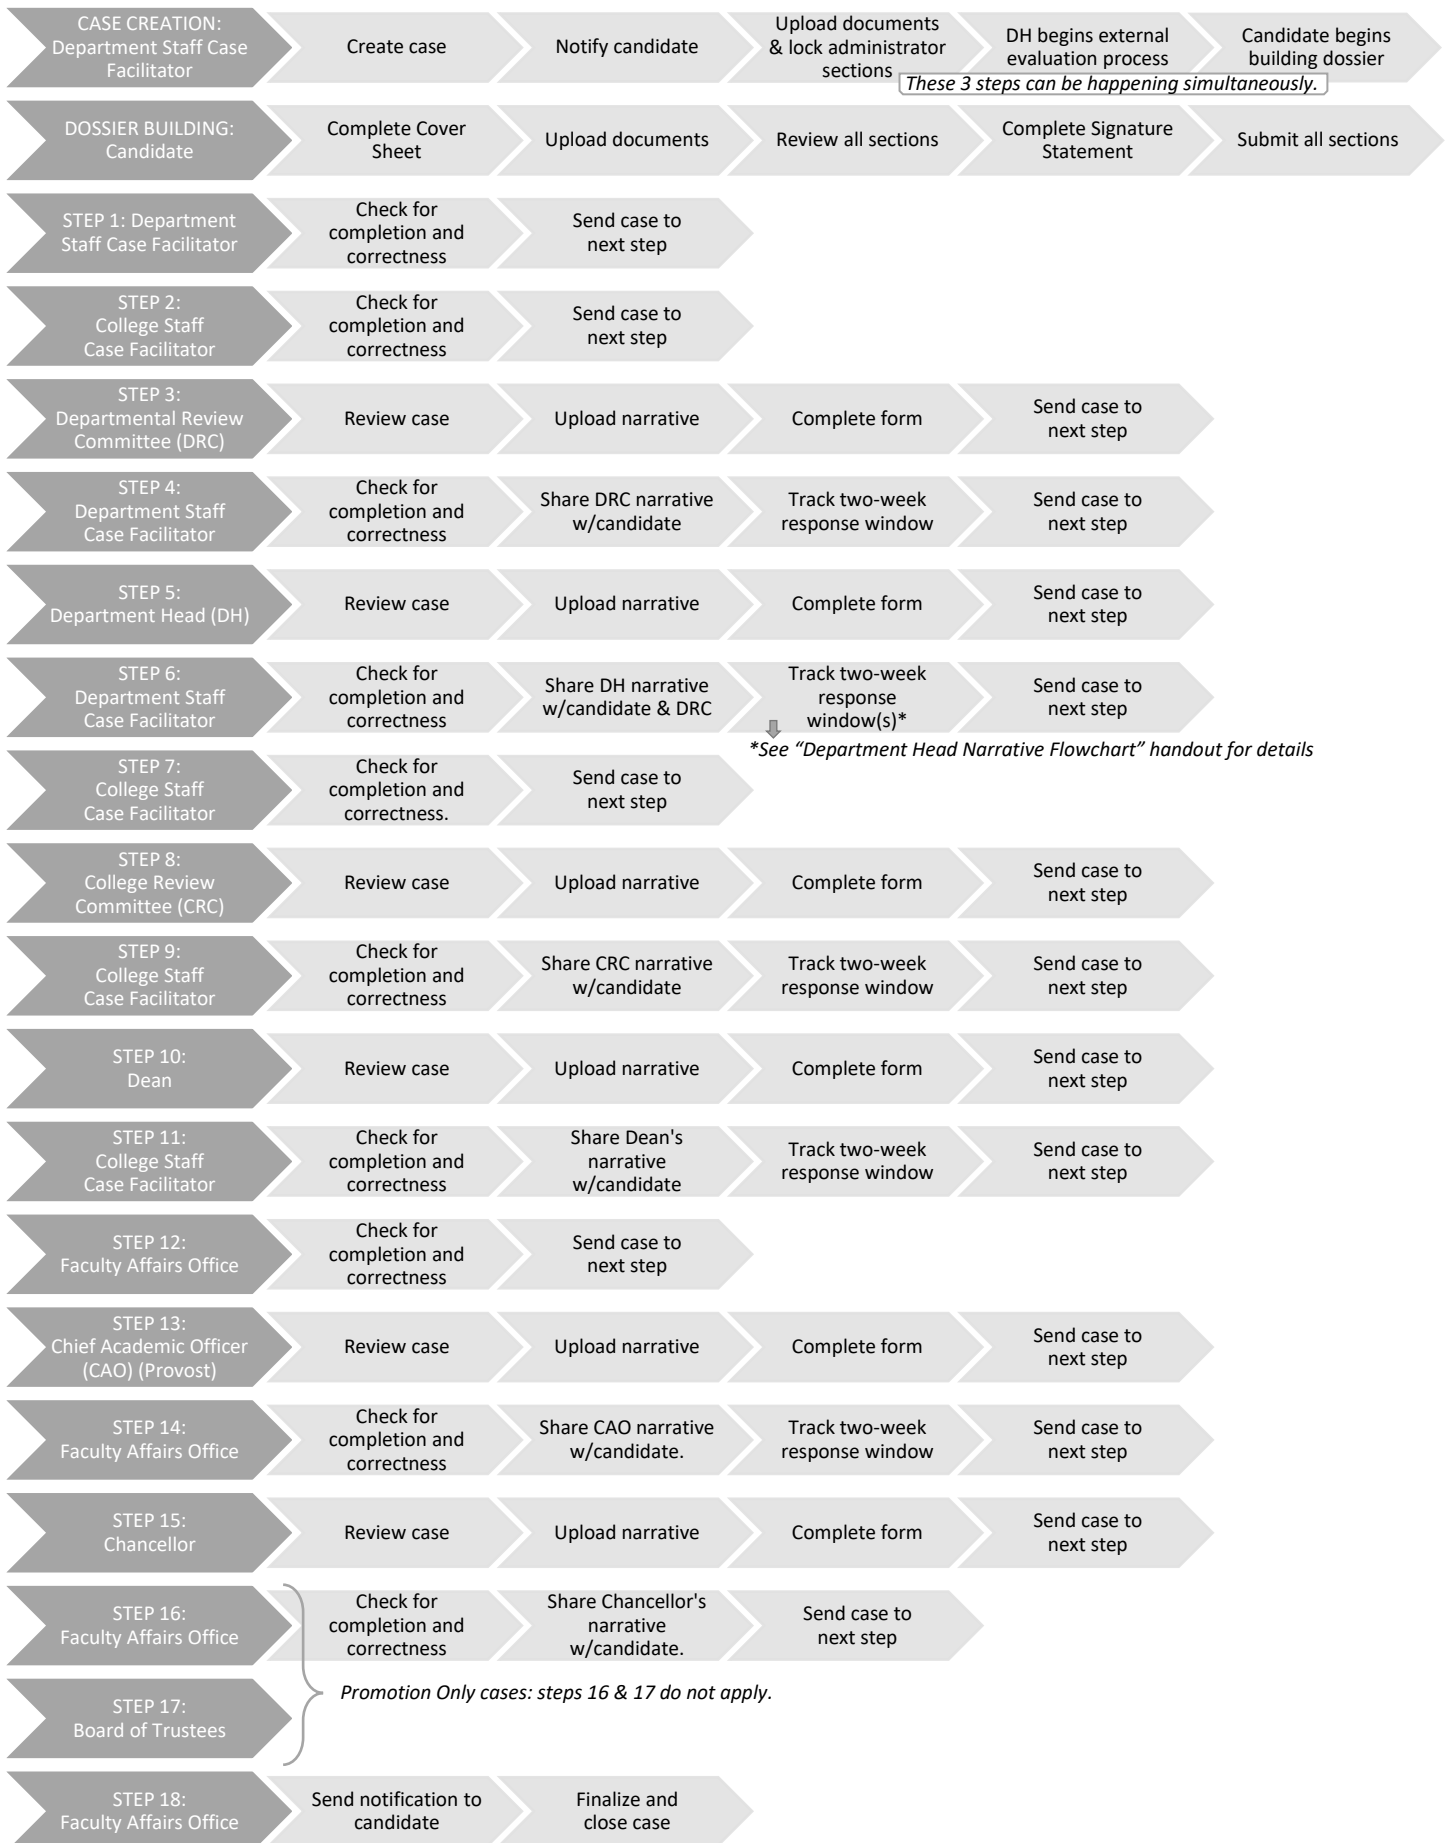 CASE CREATION:
Department Staff Case
Facilitator
Create case
Notify candidate
Upload documents
& lock administrator
sections
DH begins external
evaluation process
Candidate begins
building dossier
These 3 steps can be happening simultaneously.
DOSSIER BUILDING:
Candidate
Complete Cover
Sheet
Upload documents
Review all sections
Complete Signature
Statement
Submit all sections
STEP 1: Department
Staff Case Facilitator
Check for
completion and
correctness
Send case to
next step
STEP 2:
College Staff
Case Facilitator
Check for
completion and
correctness
Send case to
next step
STEP 3:
Departmental Review
Committee (DRC)
Review case
Upload narrative
Complete form
Send case to
next step
STEP 4:
Department Staff
Case Facilitator
Check for
completion and
correctness
Share DRC narrative
w/candidate
Track two-week
response window
Send case to
next step
STEP 5:
Department Head (DH)
Review case
Upload narrative
Complete form
Send case to
next step
STEP 6:
Department Staff
Case Facilitator
Check for
completion and
correctness
Share DH narrative
w/candidate & DRC
Track two-week
response
window(s)*
Send case to
next step
*See “Department Head Narrative Flowchart” handout for details
STEP 7:
College Staff
Case Facilitator
Check for
completion and
correctness.
Send case to
next step
STEP 8:
College Review
Committee (CRC)
Review case
Upload narrative
Complete form
Send case to
next step
STEP 9:
College Staff
Case Facilitator
Check for
completion and
correctness
Share CRC narrative
w/candidate
Track two-week
response window
Send case to
next step
STEP 10:
Dean
Review case
Upload narrative
Complete form
Send case to
next step
STEP 11:
College Staff
Case Facilitator
Check for
completion and
correctness
Share Dean's
narrative
w/candidate
Track two-week
response window
Send case to
next step
STEP 12:
Faculty Affairs Office
Check for
completion and
correctness
Send case to
next step
STEP 13:
Chief Academic Officer
(CAO) (Provost)
Review case
Upload narrative
Complete form
Send case to
next step
STEP 14:
Faculty Affairs Office
Check for
completion and
correctness
Share CAO narrative
w/candidate.
Track two-week
response window
Send case to
next step
STEP 15:
Chancellor
Review case
Upload narrative
Complete form
Send case to
next step
STEP 16:
Faculty Affairs Office
Check for
completion and
correctness
Share Chancellor's
narrative
w/candidate.
Send case to
next step
Promotion Only cases: steps 16 & 17 do not apply.
STEP 17:
Board of Trustees
STEP 18:
Faculty Affairs Office
Send notification to
candidate
Finalize and
close case